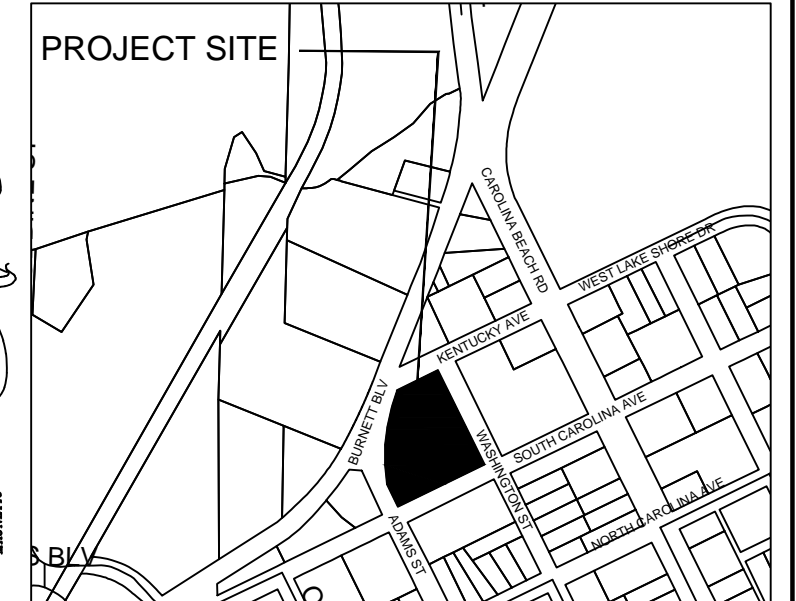 PROJECT SITE
CAROLINA BEACH RD
WEST LAKE SHORE DR
KENTUCKY AVE
BURNETT BLV
SOUTH CAROLINA AVE
WASHINGTON ST
NORTH CAROLINA AVE
ADAMS ST
S BLV